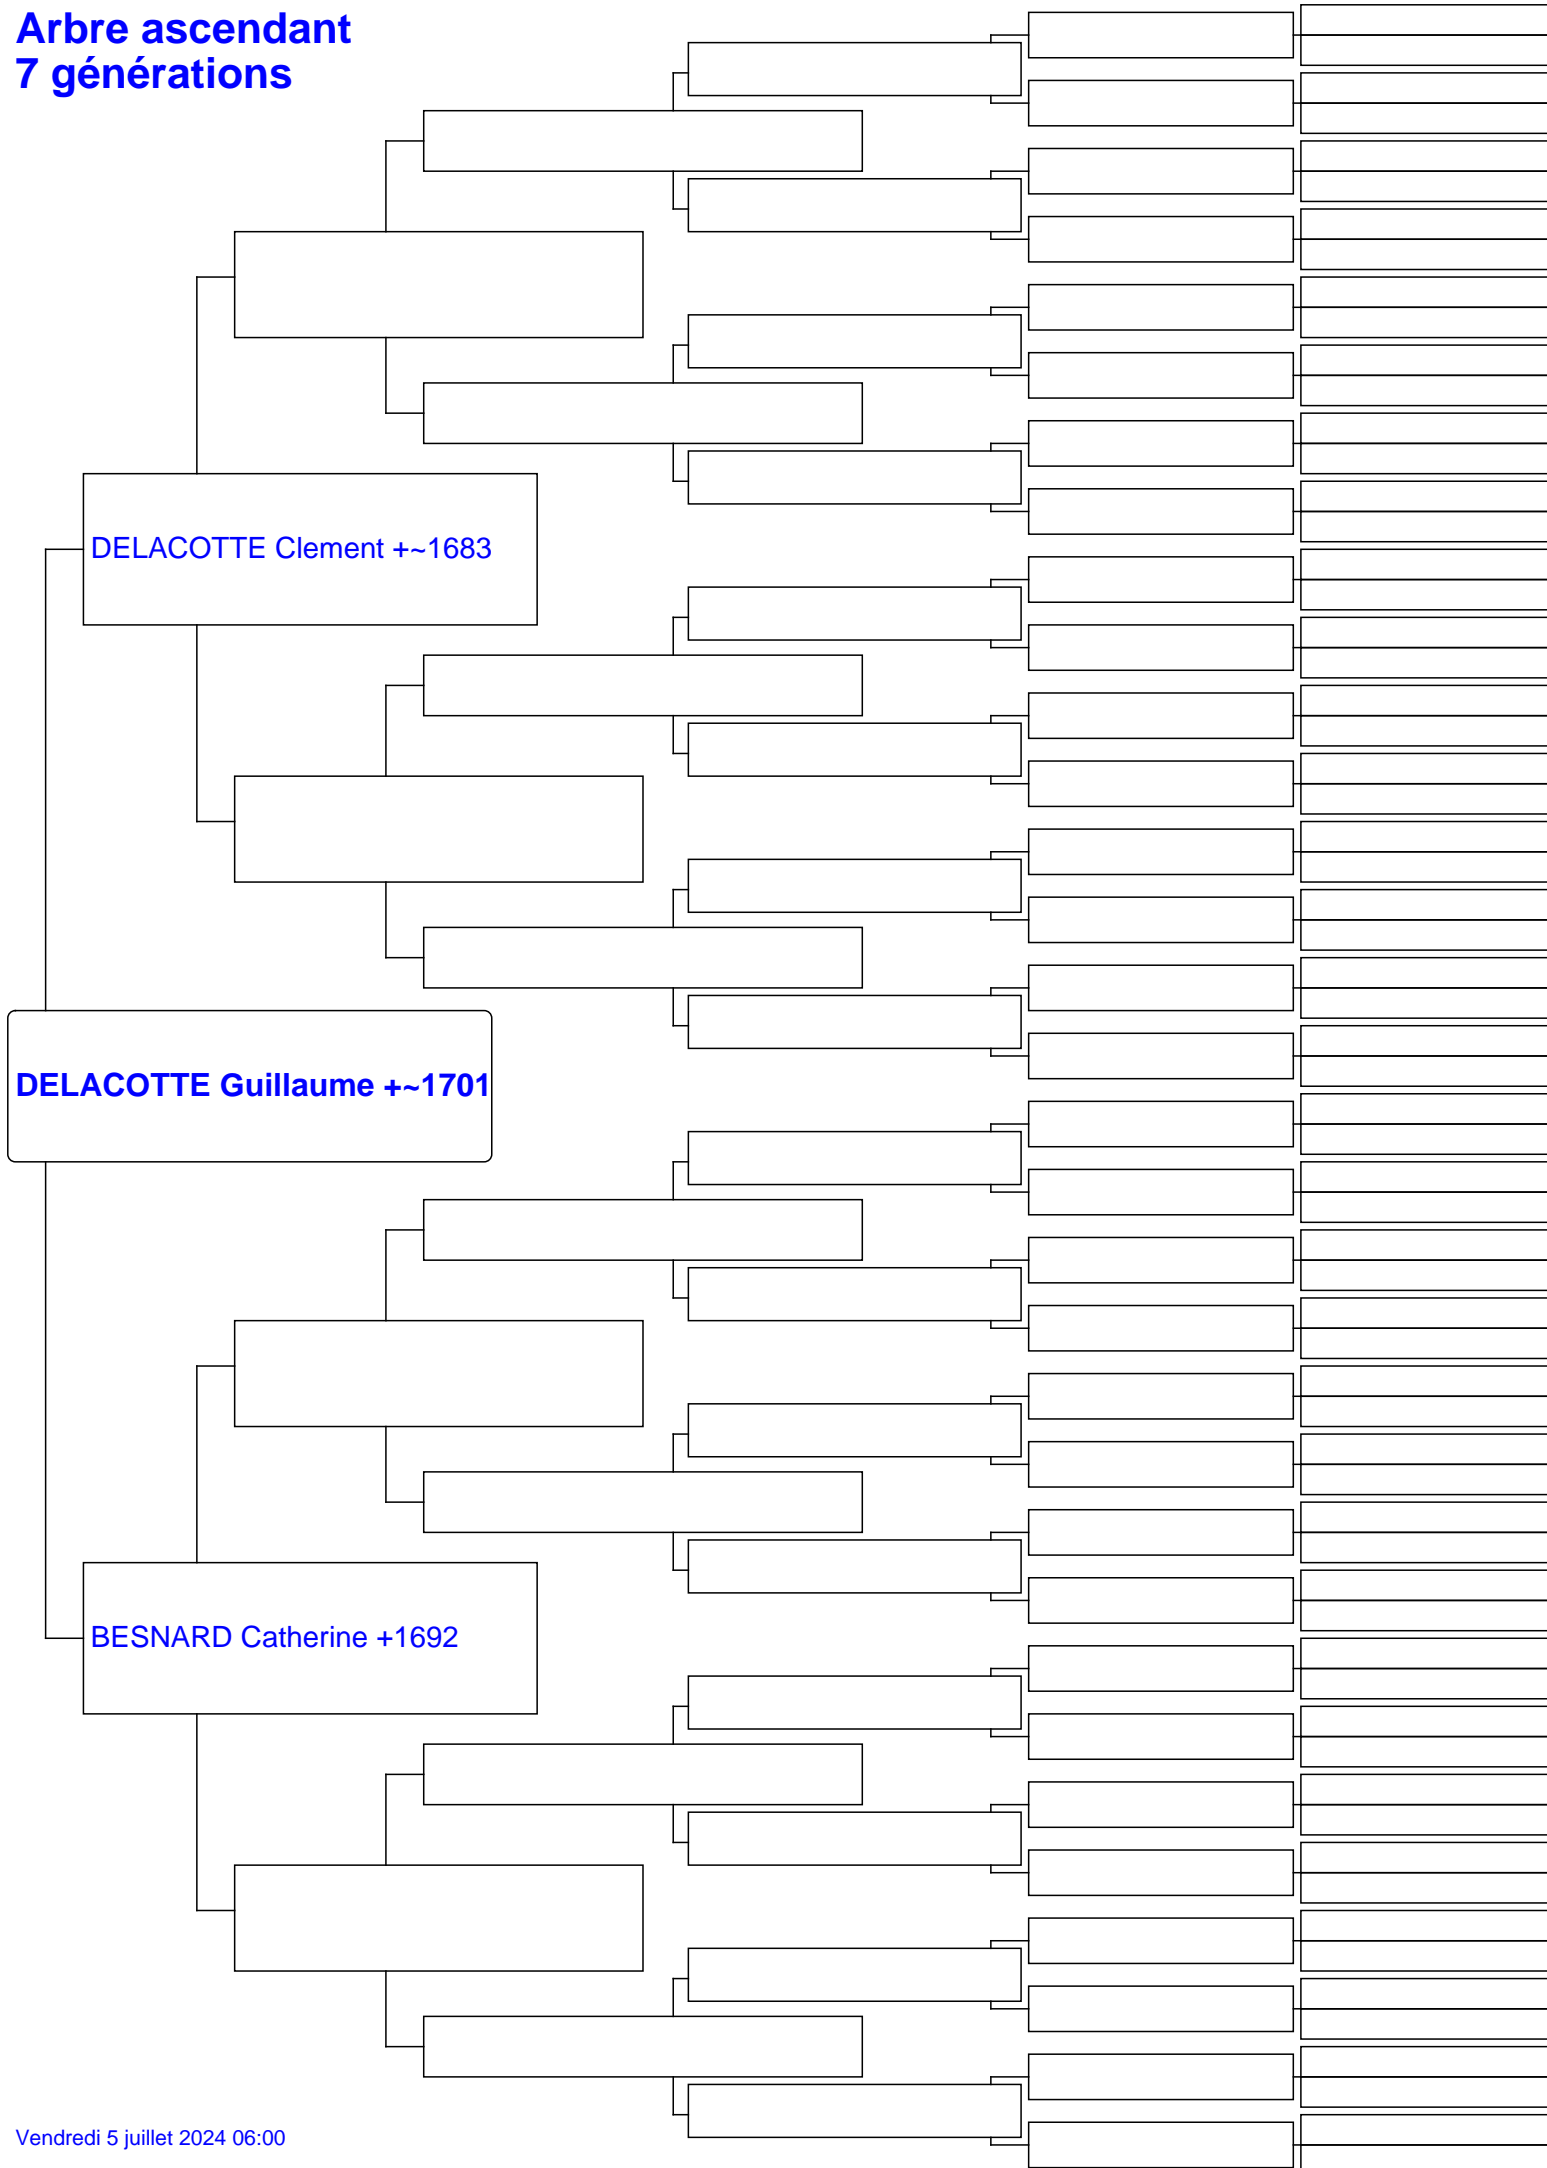 Arbre ascendant
7 générations
DELACOTTE Clement +~1683
DELACOTTE Guillaume +~1701
BESNARD Catherine +1692
Vendredi 5 juillet 2024 06:00